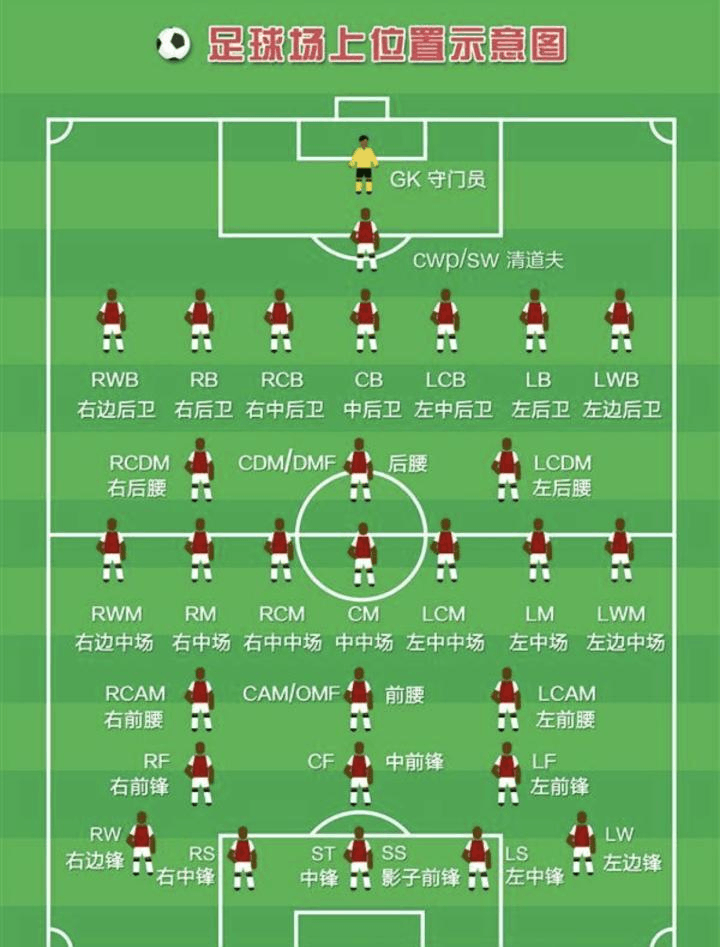 足球场上位置示意图
GK 守门员
cwp/sw 清道夫
RWB RB RCB CB LCB LB LWB
右边后卫 右后卫 右中后卫 中后卫 左中后卫 左后卫 左边后卫
RCDM CDM/DMF 后腰 LCDM
右后腰 左后腰
RWM RM RCM CM LCM LM LWM
右边中场 右中场 右中中场 中中场 左中中场 左中场 左边中场
RCAM CAM/OMF 前腰 LCAM
右前腰 左前腰
RF CF 中前锋 LF
右前锋 左前锋
RW LW
右边锋 左边锋
RS ST SS LS
右中锋 中锋 影子前锋 左中锋